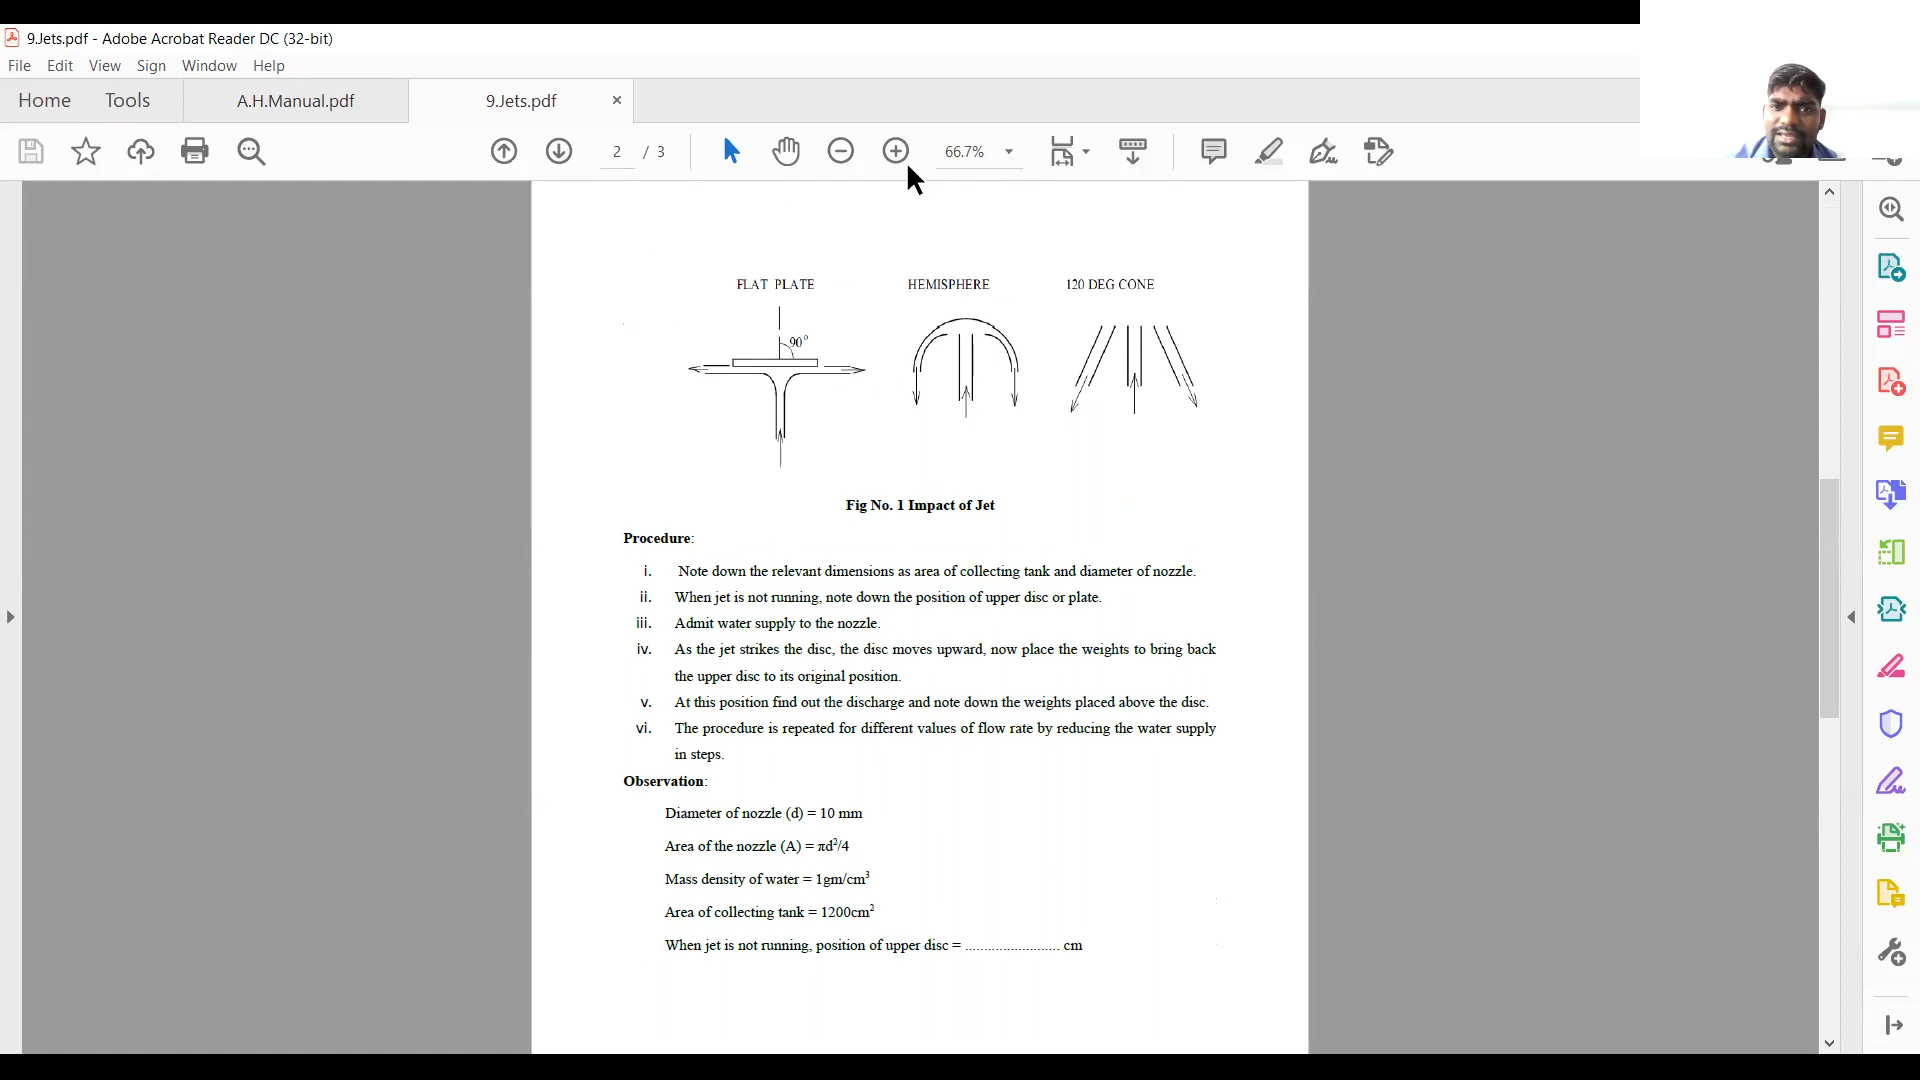 9.Jets.pdf - Adobe Acrobat Reader DC (32-bit)
File Edit View Sign Window Help
Home Tools A.H.Manual.pdf 9.Jets.pdf ×
2 / 3 66.7%
FLAT PLATE HEMISPHERE 120 DEG CONE
90°
Fig No. 1 Impact of Jet
Procedure:
i. Note down the relevant dimensions as area of collecting tank and diameter of nozzle.
ii. When jet is not running, note down the position of upper disc or plate.
iii. Admit water supply to the nozzle.
iv. As the jet strikes the disc, the disc moves upward, now place the weights to bring back
the upper disc to its original position.
v. At this position find out the discharge and note down the weights placed above the disc.
vi. The procedure is repeated for different values of flow rate by reducing the water supply
in steps.
Observation:
Diameter of nozzle (d) = 10 mm
Area of the nozzle (A) = πd²/4
Mass density of water = 1gm/cm³
Area of collecting tank = 1200cm²
When jet is not running, position of upper disc = ......................... cm